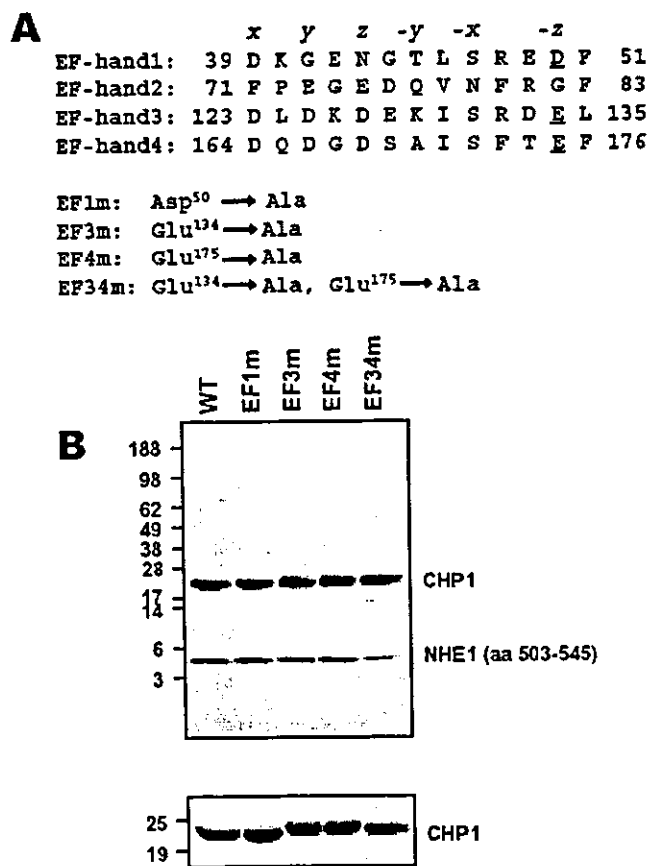 A
x y z -y -x -z
EF-hand1: 39 D K G E N G T L S R E D F 51
EF-hand2: 71 F P E G E D Q V N F R G F 83
EF-hand3: 123 D L D K D E K I S R D E L 135
EF-hand4: 164 D Q D G D S A I S F T E F 176
EF1m: Asp50 → Ala
EF3m: Glu134 → Ala
EF4m: Glu175 → Ala
EF34m: Glu134 → Ala, Glu175 → Ala
WT EF1m EF3m EF4m EF34m
B
188
98
62
49
38
28
CHP1
17
14
6
NHE1 (aa 503-545)
3
25
CHP1
19